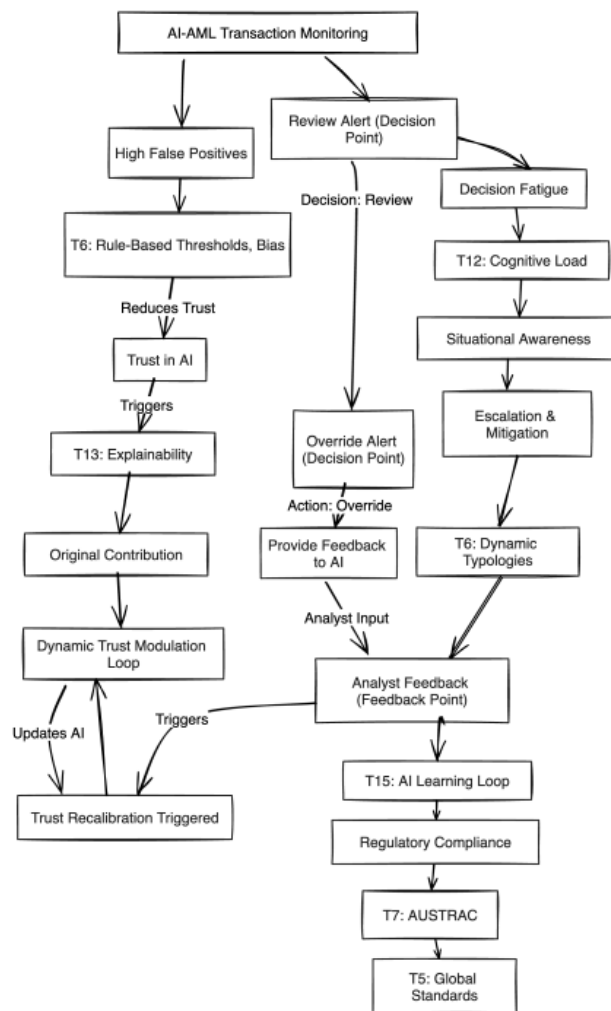 AI-AML Transaction Monitoring
Review Alert (Decision
Point)
High False Positives
Decision Fatigue
Decision: Review
T6: Rule-Based Thresholds, Bias
T12: Cognitive Load
Reduces Trust
Situational Awareness
Trust in AI
Triggers
Escalation &
Mitigation
Override Alert
(Decision Point)
T13: Explainability
Action: Override
Original Contribution
Provide Feedback
to AI
T6: Dynamic
Typologies
Analyst Input
Dynamic Trust Modulation
Loop
Analyst Feedback
(Feedback Point)
Triggers
Updates AI
T15: AI Learning Loop
Trust Recalibration Triggered
Regulatory Compliance
T7: AUSTRAC
T5: Global
Standards